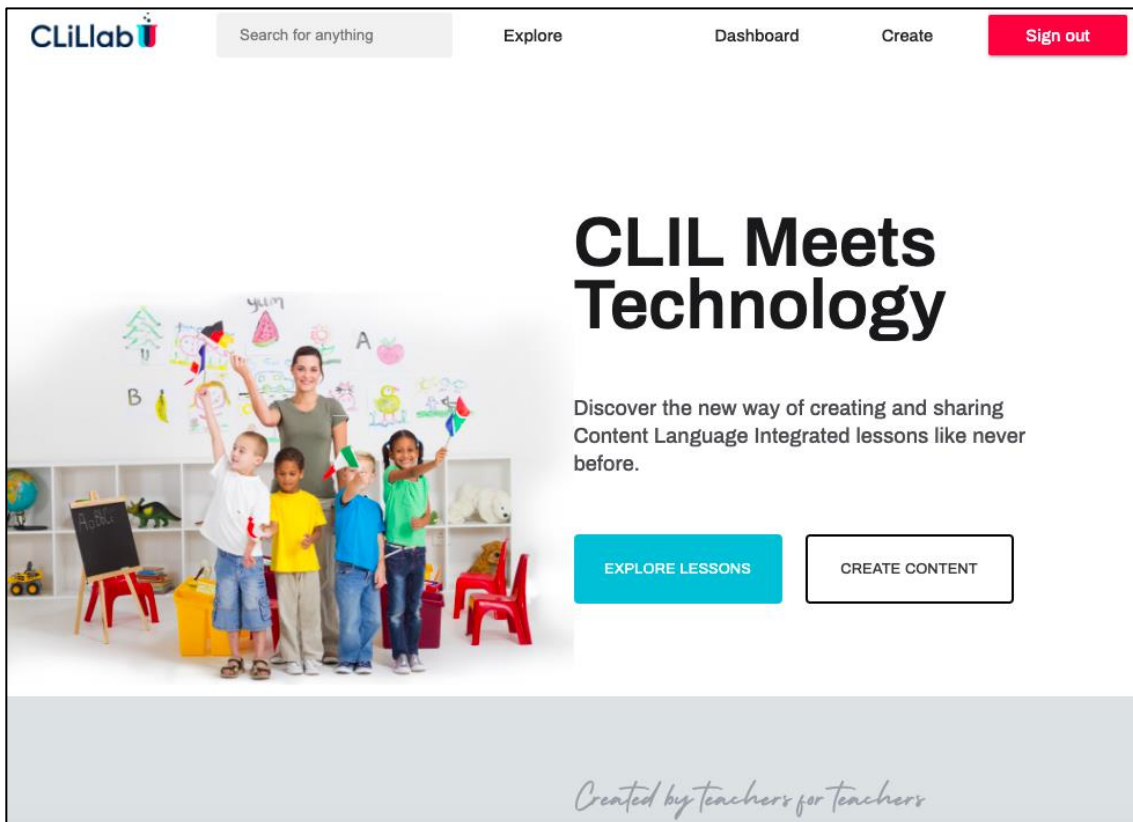 CLiLlab
Search for anything
Explore
Dashboard
Create
Sign out
CLIL Meets
Technology
Discover the new way of creating and sharing
Content Language Integrated lessons like never
before.
EXPLORE LESSONS
CREATE CONTENT
yum
U
A
B
Created by teachers for teachers